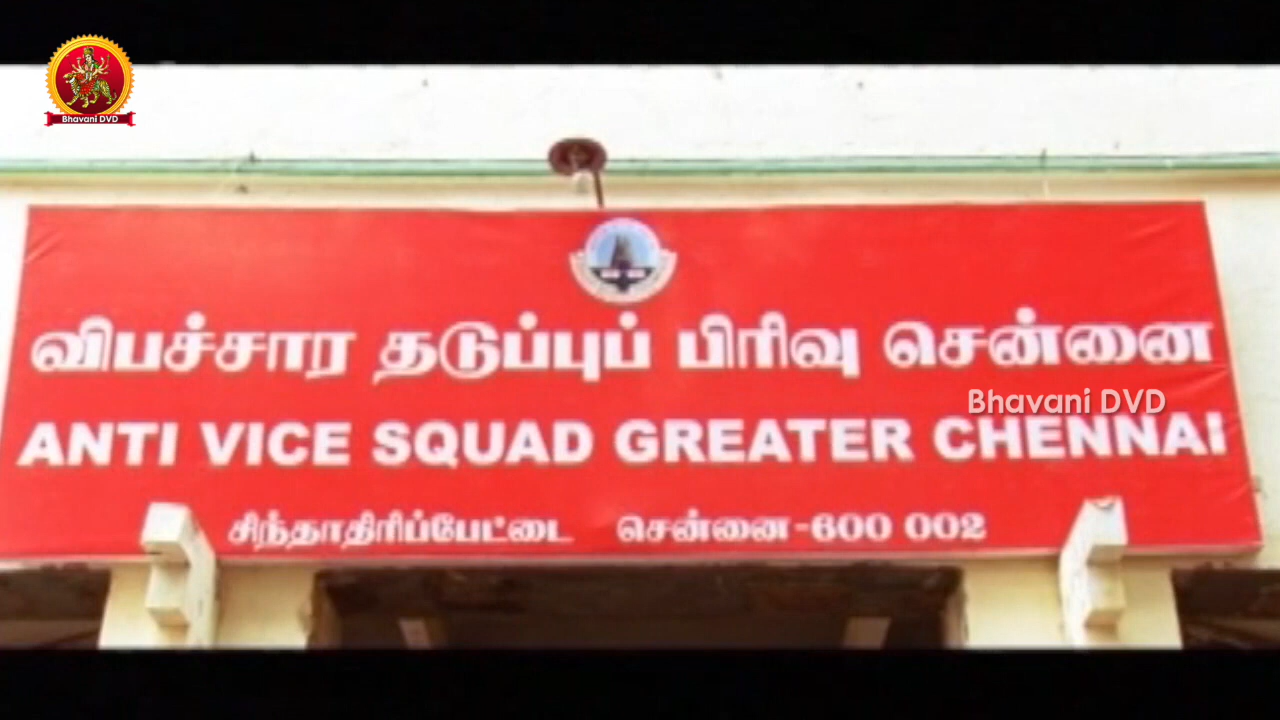 Bhavani DVD
விபச்சார தடுப்புப் பிரிவு சென்னை
Bhavani DVD
ANTI VICE SQUAD GREATER CHENNAI
சிந்தாதிரிப்பேட்டை சென்னை-600 002